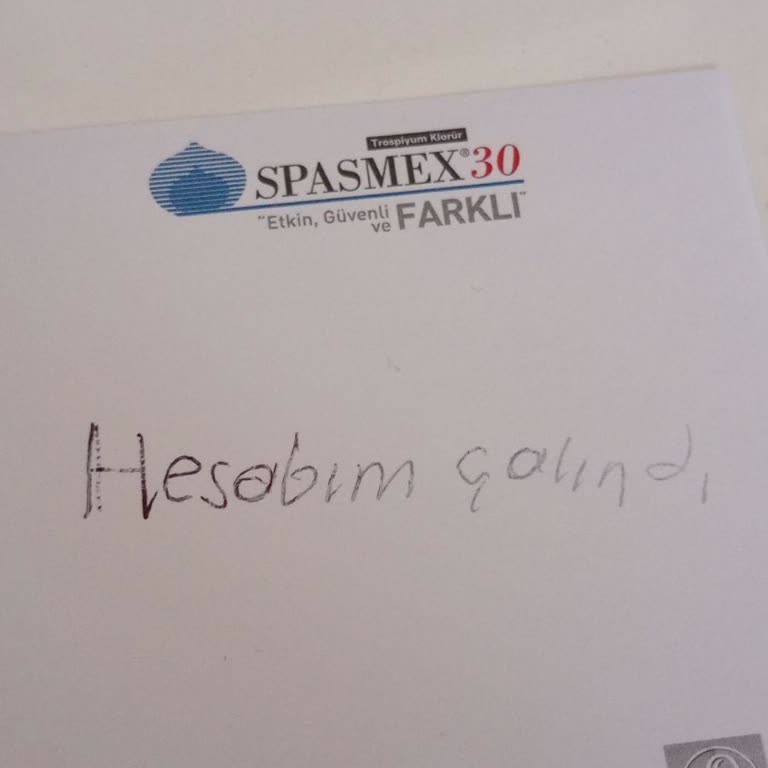 Trospiyum Klorür
SPASMEX® 30
"Etkin, Güvenli
ve FARKLI"
Hesabım çalındı